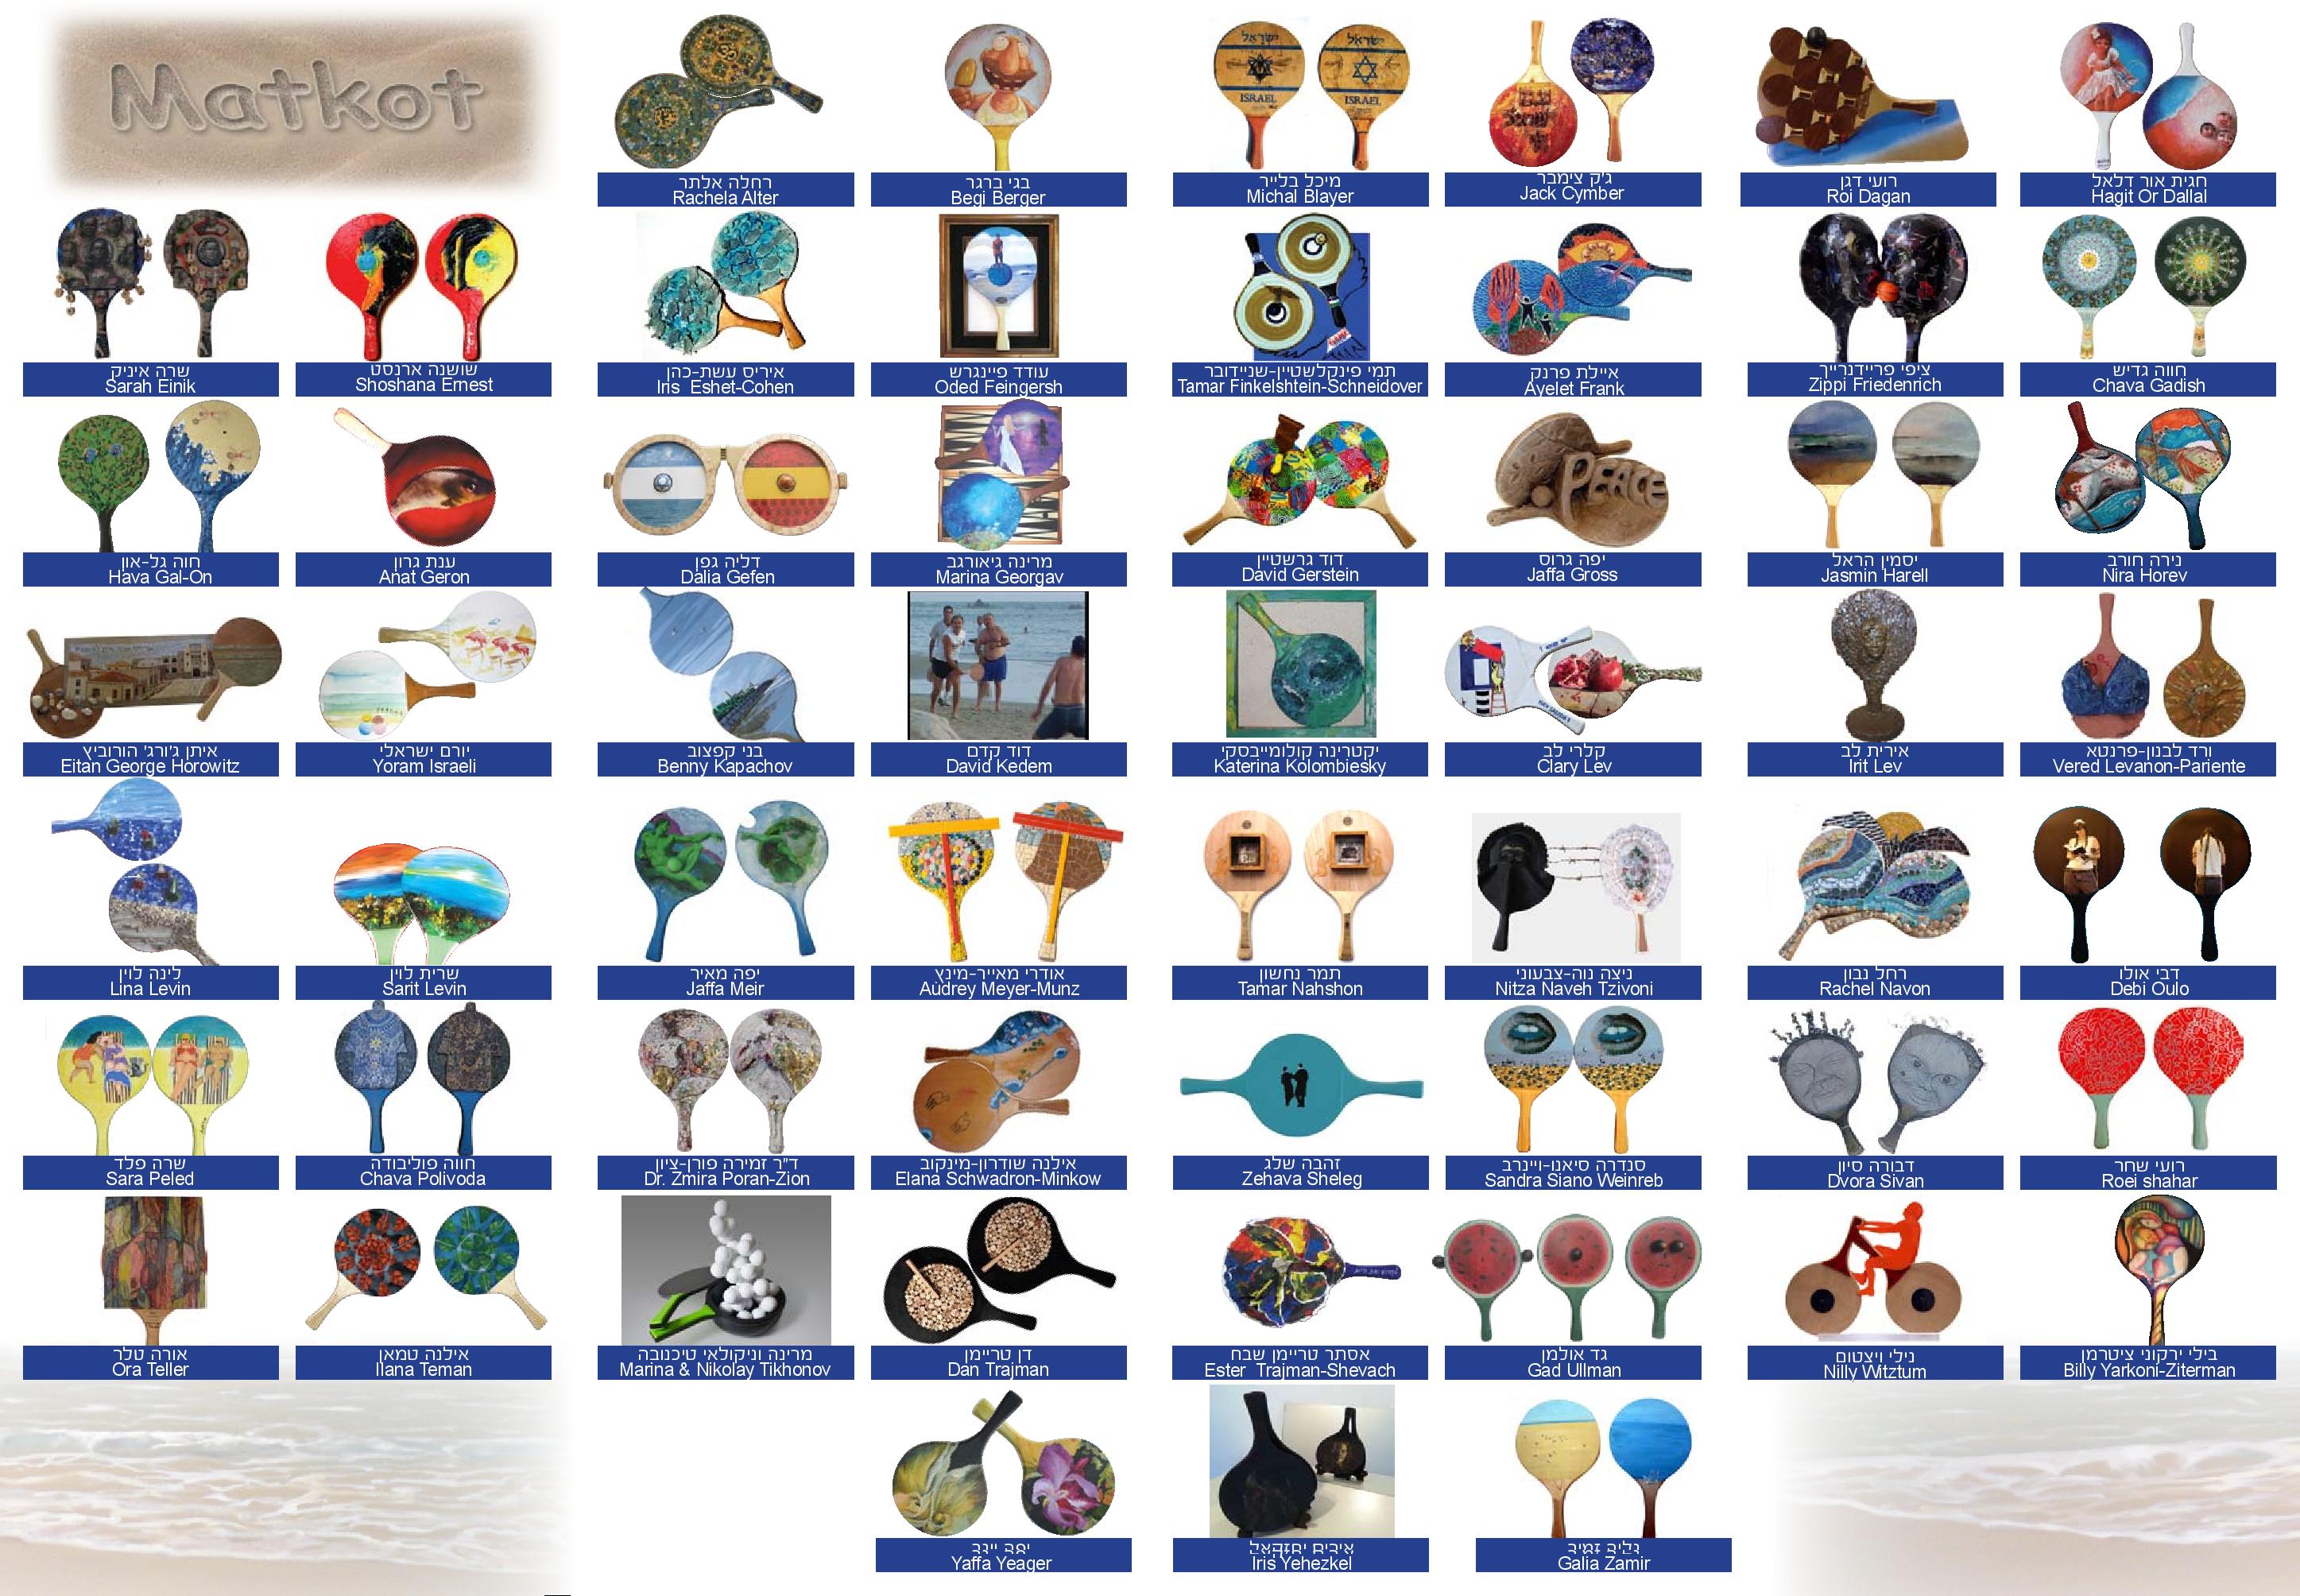 Matkot
רחלה אלתר
Rachela Alter
בגי ברגר
Begi Berger
ישראל
ISRAEL
ישראל
ISRAEL
מיכל בלייר
Michal Blayer
ג'ק צימבר
Jack Cymber
רועי דגן
Roi Dagan
חגית אור דלאל
Hagit Or Dallal
שרה איניק
Sarah Einik
שושנה ארנסט
Shoshana Ernest
איריס עשת-כהן
Iris Eshet-Cohen
עודד פיינגרש
Oded Feingersh
תמי פינקלשטיין-שניידובר
Tamar Finkelshtein-Schneidover
איילת פרנק
Ayelet Frank
ציפי פריידנרייך
Zippi Friedenrich
חווה גדיש
Chava Gadish
חוה גל-און
Hava Gal-On
ענת גרון
Anat Geron
דליה גפן
Dalia Gefen
מרינה גיאורגב
Marina Georgav
דוד גרשטיין
David Gerstein
PEACE
יפה גרוס
Jaffa Gross
יסמין הראל
Jasmin Harell
נירה חורב
Nira Horev
איתן ג'ורג' הורוביץ
Eitan George Horowitz
יורם ישראלי
Yoram Israeli
בני קפצוב
Benny Kapachov
דוד קדם
David Kedem
יקטרינה קולומייבסקי
Katerina Kolombiesky
קלרי לב
Clary Lev
אירית לב
Irit Lev
ורד לבנון-פרנטא
Vered Levanon-Pariente
לינה לוין
Lina Levin
שרית לוין
Sarit Levin
יפה מאיר
Jaffa Meir
אודרי מאייר-מינץ
Audrey Meyer-Munz
תמר נחשון
Tamar Nahshon
ניצה נוה-צבעוני
Nitza Naveh Tzivoni
רחל נבון
Rachel Navon
דבי אולו
Debi Oulo
שרה פלד
Sara Peled
חווה פוליבודה
Chava Polivoda
ד"ר זמירה פורן-ציון
Dr. Zmira Poran-Zion
אילנה שודרון-מינקוב
Elana Schwadron-Minkow
זהבה שלג
Zehava Sheleg
סנדרה סיאנו-ויינרב
Sandra Siano Weinreb
דבורה סיון
Dvora Sivan
רועי שחר
Roei shahar
אורה טלר
Ora Teller
אילנה טמאן
Ilana Teman
מרינה וניקולאי טיכנובה
Marina & Nikolay Tikhonov
דן טריימן
Dan Trajman
אסתר טריימן שבח
Ester Trajman-Shevach
גד אולמן
Gad Ullman
נילי ויצטום
Nilly Witztum
בילי ירקוני ציטרמן
Billy Yarkoni-Ziterman
יפה ייגר
Yaffa Yeager
איריס יחזקאל
Iris Yehezkel
גליה זמיר
Galia Zamir